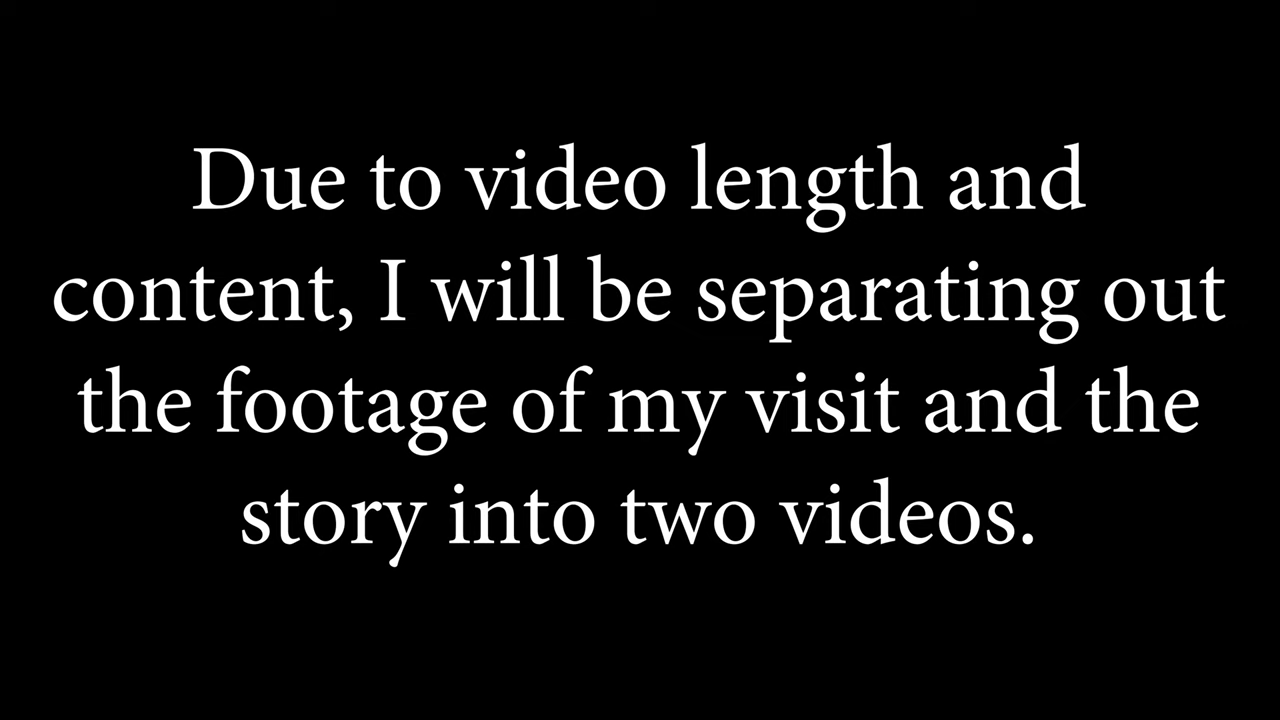 Due to video length and
content, I will be separating out
the footage of my visit and the
story into two videos.